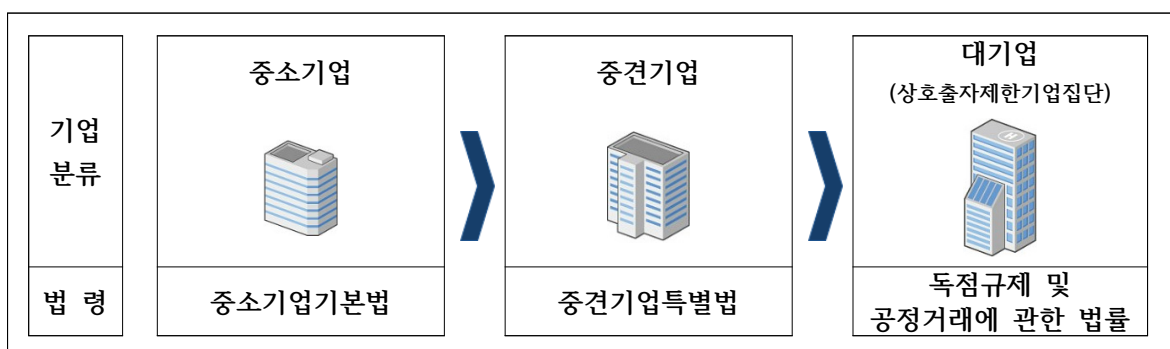 기업
분류
중소기업
중견기업
대기업
(상호출자제한기업집단)
H
법 령
중소기업기본법
중견기업특별법
독점규제 및
공정거래에 관한 법률